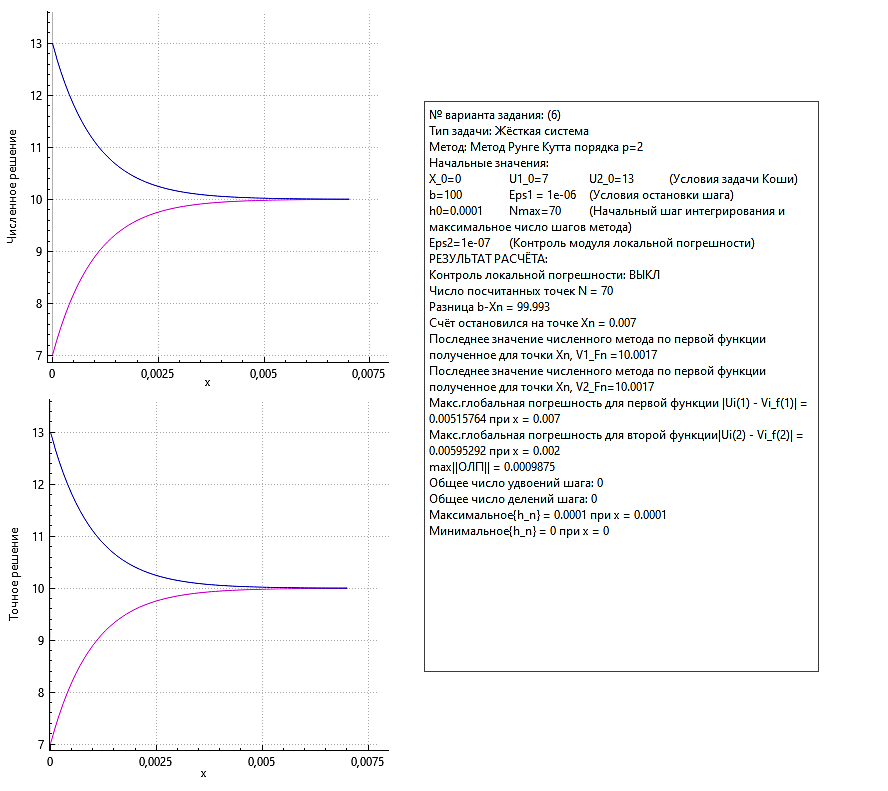 13
12
11
10
9
8
7
Численное решение
0 0,0025 0,005 0,0075
x
13
12
11
10
9
8
7
Точное решение
0 0,0025 0,005 0,0075
x
№ варианта задания: (6)
Тип задачи: Жёсткая система
Метод: Метод Рунге Кутта порядка p=2
Начальные значения:
X_0=0 U1_0=7 U2_0=13 (Условия задачи Коши)
b=100 Eps1 = 1e-06 (Условия остановки шага)
h0=0.0001 Nmax=70 (Начальный шаг интегрирования и
максимальное число шагов метода)
Eps2=1e-07 (Контроль модуля локальной погрешности)
РЕЗУЛЬТАТ РАСЧЁТА:
Контроль локальной погрешности: ВЫКЛ
Число посчитанных точек N = 70
Разница b-Xn = 99.993
Счёт остановился на точке Xn = 0.007
Последнее значение численного метода по первой функции
полученное для точки Xn, V1_Fn =10.0017
Последнее значение численного метода по первой функции
полученное для точки Xn, V2_Fn=10.0017
Макс.глобальная погрешность для первой функции |Ui(1) - Vi_f(1)| =
0.00515764 при x = 0.007
Макс.глобальная погрешность для второй функции|Ui(2) - Vi_f(2)| =
0.00595292 при x = 0.002
max||ОЛП|| = 0.0009875
Общее число удвоений шага: 0
Общее число делений шага: 0
Максимальное{h_n} = 0.0001 при x = 0.0001
Минимальное{h_n} = 0 при x = 0